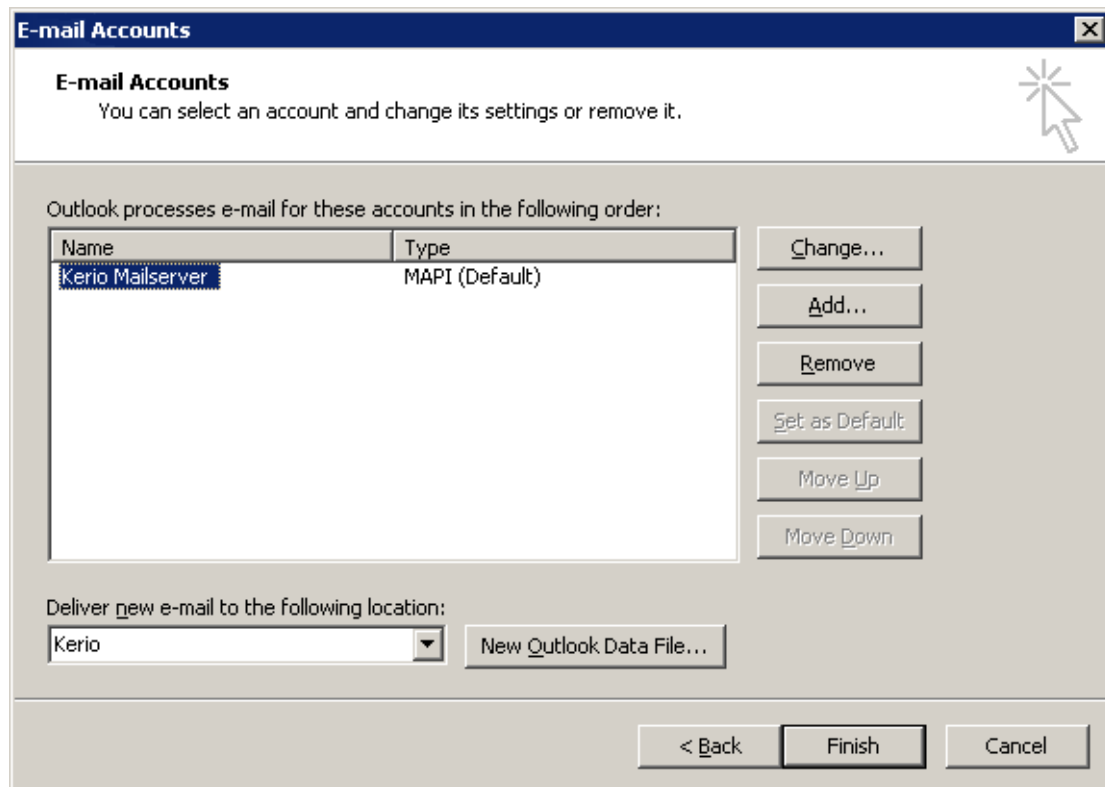 E-mail Accounts
E-mail Accounts
You can select an account and change its settings or remove it.
Outlook processes e-mail for these accounts in the following order:
Name Type
Kerio Mailserver MAPI (Default)
Change...
Add...
Remove
Set as Default
Move Up
Move Down
Deliver new e-mail to the following location:
Kerio
New Outlook Data File...
< Back
Finish
Cancel